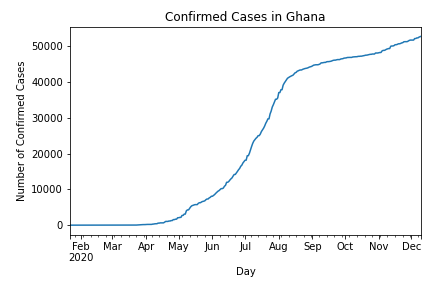 Confirmed Cases in Ghana
Number of Confirmed Cases
50000
40000
30000
20000
10000
0
Feb Mar Apr May Jun Jul Aug Sep Oct Nov Dec
2020
Day